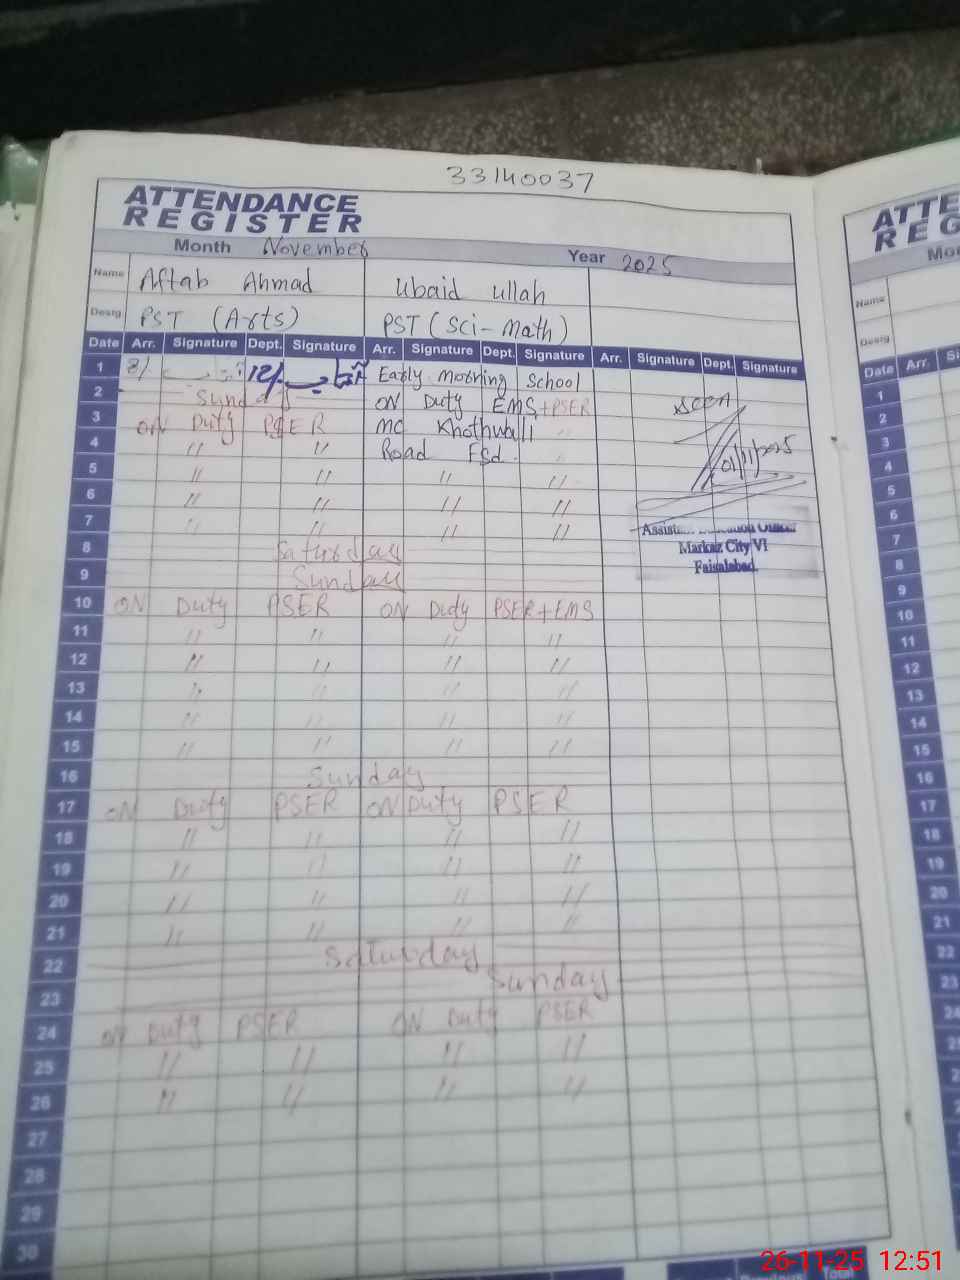 33140037
ATTENDANCE
REGISTER
Month November Year 2025
Name Aftab Ahmad Ubaid ullah
Desig PST (Arts) PST (Sci-Math)
Date Arr. Signature Dept. Signature Arr. Signature Dept. Signature Arr. Signature Dept. Signature
1 8/ 12/ Early morning School
2 Sunday ON Duty EMS+PSER
3 ON Duty PSER MC Khothwali
4 " " Road Fsd.
5 " " " "
6 " " " "
7 " " " "
8 Saturday
9 Sunday
10 ON Duty PSER ON Duty PSER+EMS
11 " " " "
12 " " " "
13 " " " "
14 " " " "
15 " " " "
16 Sunday
17 ON Duty PSER ON Duty PSER
18 " " " "
19 " " " "
20 " " " "
21 " " " "
22 Saturday
23 Sunday
24 ON Duty PSER ON Duty PSER
25 " " " "
26 " " " "
27
28
29
30
Seen
01/11/2025
Markaz City VI
Faisalabad.
ATTE
REG
Mo
Name
Desig
Date Arr. Si
1
2
3
4
5
6
7
8
9
10
11
12
13
14
15
16
17
18
19
20
21
22
23
24
26-11-25 12:51